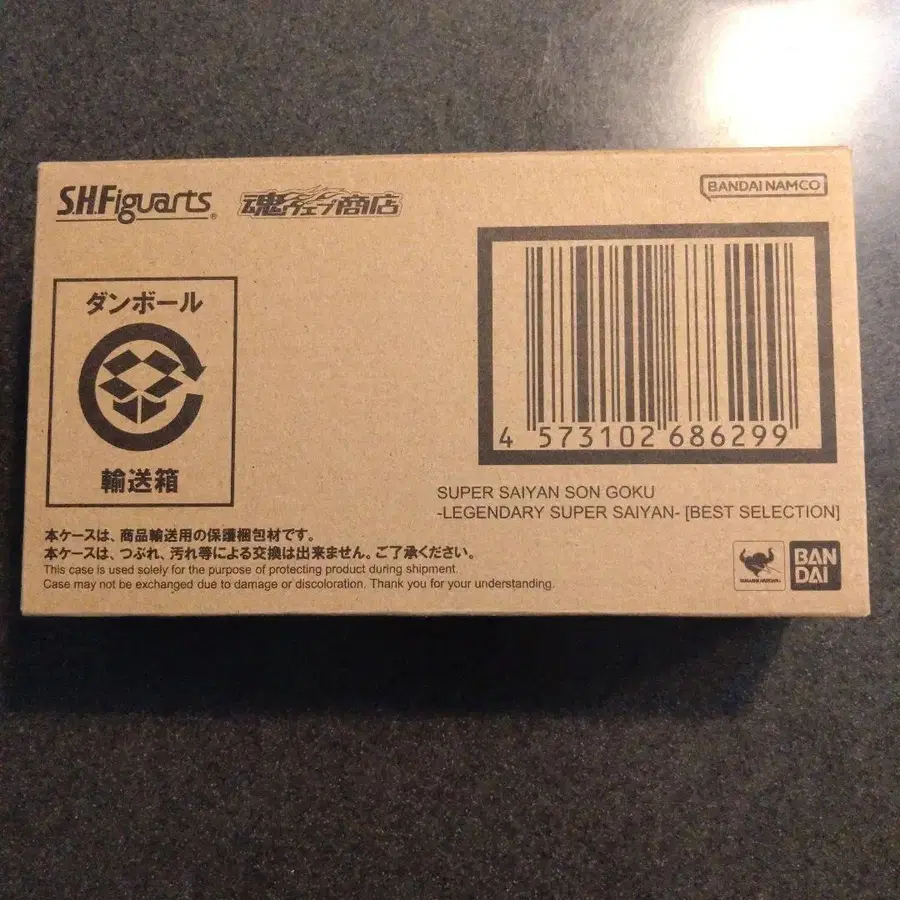 S.H.Figuarts®
魂ウェブ商店
BANDAI NAMCO
ダンボール
輸送箱
4 573102 686299
SUPER SAIYAN SON GOKU
-LEGENDARY SUPER SAIYAN- [BEST SELECTION]
本ケースは、商品輸送用の保護梱包材です。
本ケースは、つぶれ、汚れ等による交換は出来ません。ご了承ください。
This case is used solely for the purpose of protecting product during shipment.
Case may not be exchanged due to damage or discoloration. Thank you for your understanding.
BAN
DAI